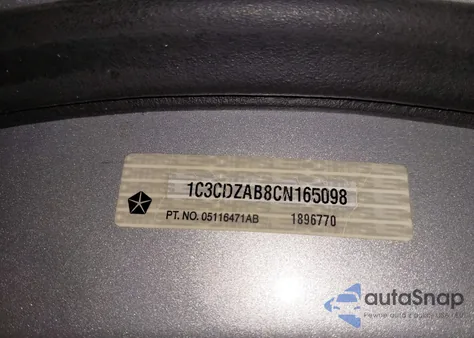 1C3CDZAB8CN165098
PT. NO. 05116471AB 1896770
autoSnap